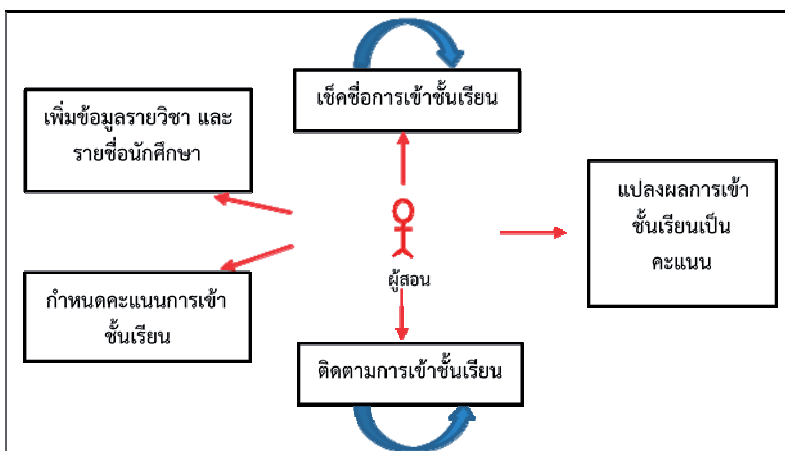 เช็คชื่อการเข้าชั้นเรียน
เพิ่มข้อมูลรายวิชา และ
รายชื่อนักศึกษา
แปลงผลการเข้า
ชั้นเรียนเป็น
คะแนน
ผู้สอน
กำหนดคะแนนการเข้า
ชั้นเรียน
ติดตามการเข้าชั้นเรียน